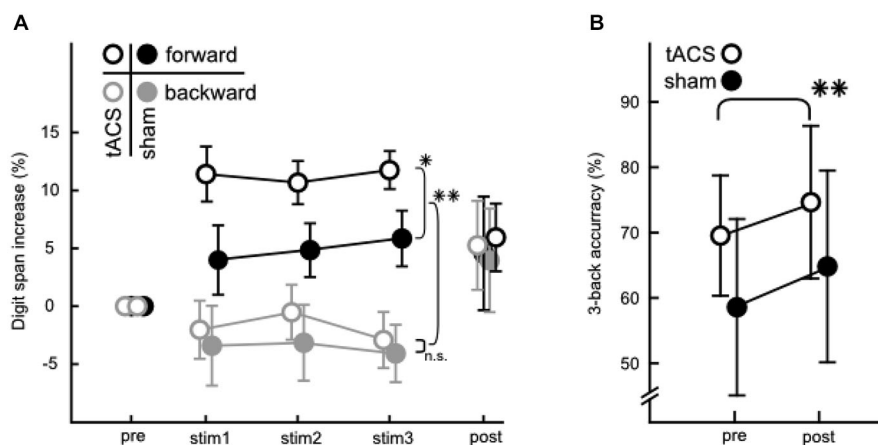 A
forward
backward
tACS
sham
Digit span increase (%)
15
10
5
0
-5
*
**
n.s.
pre
stim1
stim2
stim3
post
B
tACS
sham
**
3-back accurracy (%)
90
80
70
60
50
pre
post